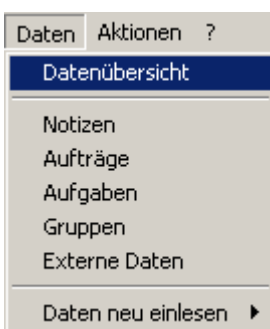 Daten Aktionen ?
Datenübersicht
Notizen
Aufträge
Aufgaben
Gruppen
Externe Daten
Daten neu einlesen